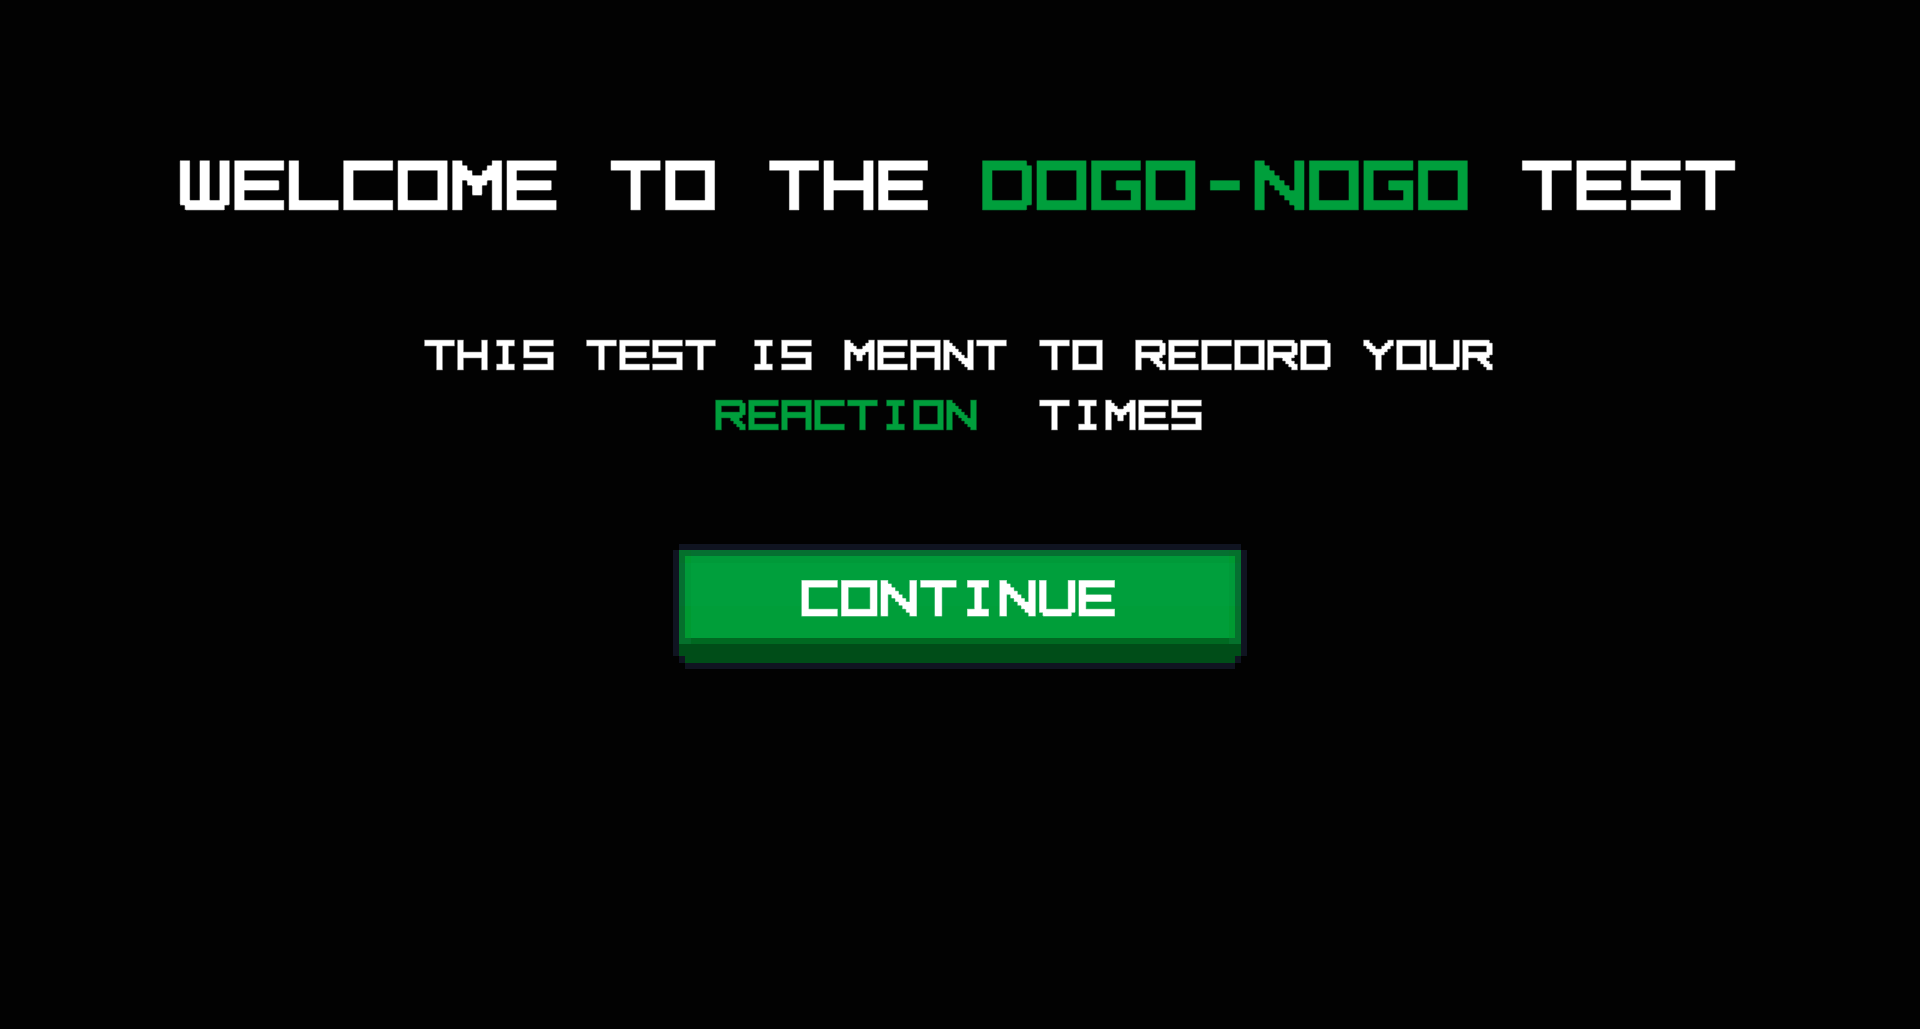 WELCOME TO THE DOGO-NOGO TEST
THIS TEST IS MEANT TO RECORD YOUR
REACTION TIMES
CONTINUE